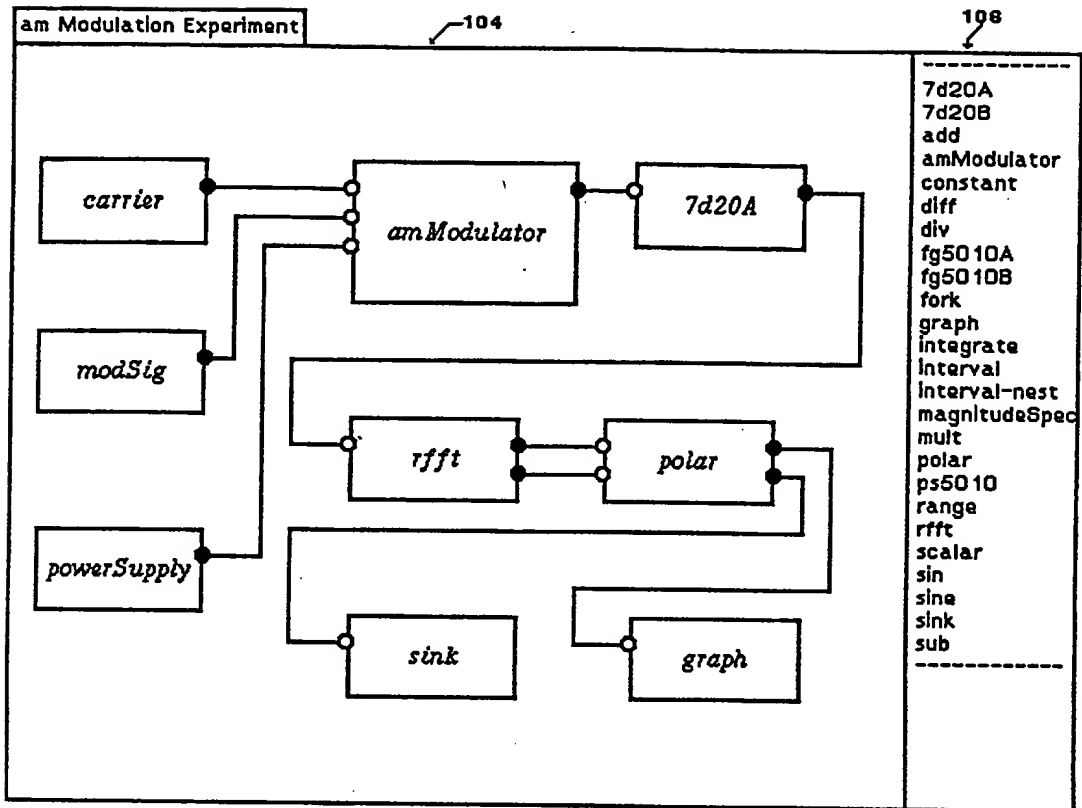 am Modulation Experiment
104
106
carrier
amModulator
7d20A
modSig
rfft
polar
powerSupply
sink
graph
7d20A
7d20B
add
amModulator
constant
diff
div
fg5010A
fg5010B
fork
graph
integrate
interval
interval-nest
magnitudeSpec
mult
polar
ps5010
range
rfft
scalar
sin
sine
sink
sub